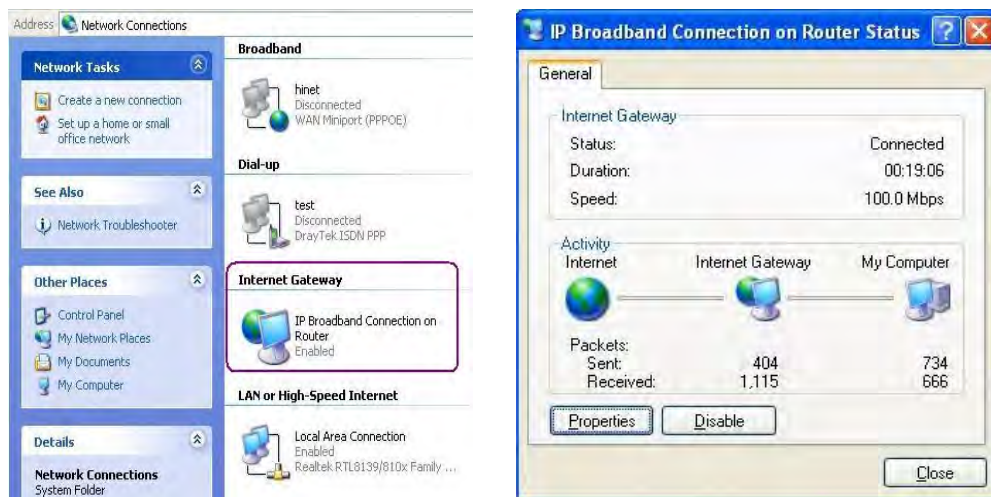 Address Network Connections
Network Tasks
Create a new connection
Set up a home or small
office network
See Also
Network Troubleshooter
Other Places
Control Panel
My Network Places
My Documents
My Computer
Details
Network Connections
System Folder
Broadband
hinet
Disconnected
WAN Miniport (PPPOE)
Dial-up
test
Disconnected
DrayTek ISDN PPP
Internet Gateway
IP Broadband Connection on
Router
Enabled
LAN or High-Speed Internet
Local Area Connection
Enabled
Realtek RTL8139/810x Family ...
IP Broadband Connection on Router Status
General
Internet Gateway
Status: Connected
Duration: 00:19:06
Speed: 100.0 Mbps
Activity
Internet Internet Gateway My Computer
Packets:
Sent: 404 734
Received: 1,115 666
Properties Disable
Close